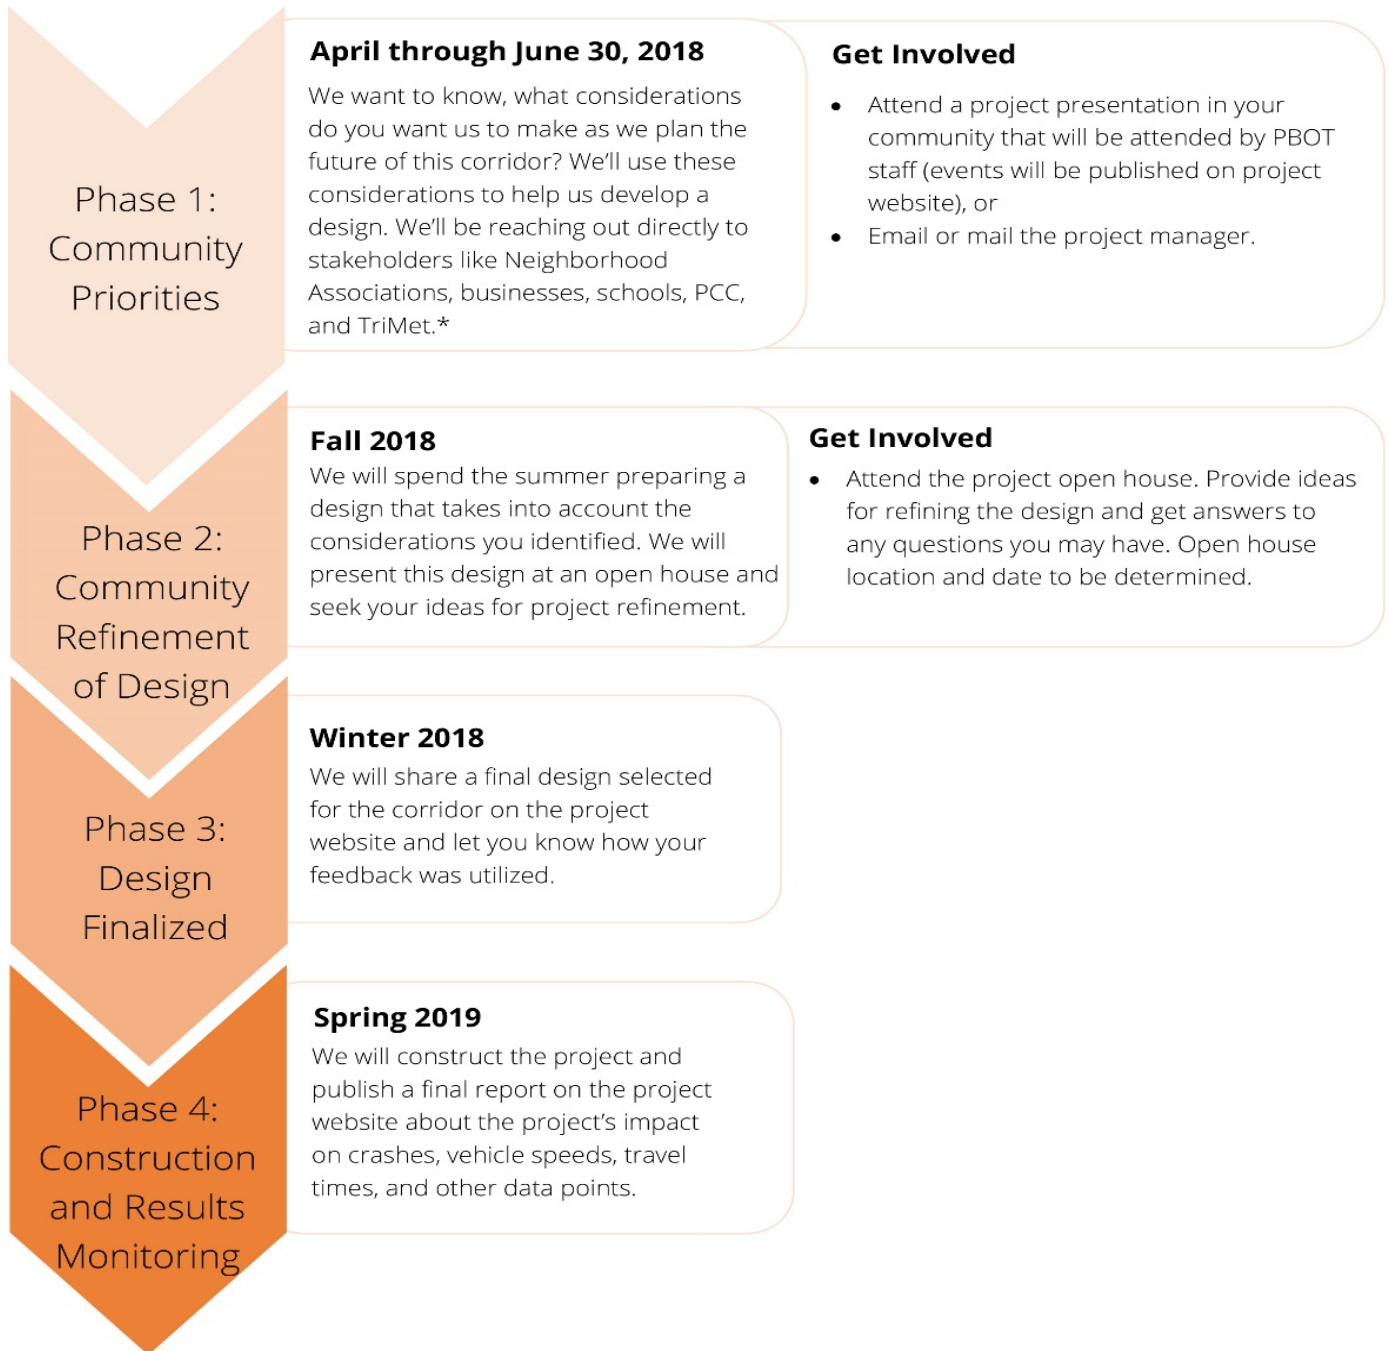 Phase 1:
Community
Priorities
April through June 30, 2018
We want to know, what considerations
do you want us to make as we plan the
future of this corridor? We’ll use these
considerations to help us develop a
design. We’ll be reaching out directly to
stakeholders like Neighborhood
Associations, businesses, schools, PCC,
and TriMet.*
Get Involved
• Attend a project presentation in your
community that will be attended by PBOT
staff (events will be published on project
website), or
• Email or mail the project manager.
Phase 2:
Community
Refinement
of Design
Fall 2018
We will spend the summer preparing a
design that takes into account the
considerations you identified. We will
present this design at an open house and
seek your ideas for project refinement.
Get Involved
• Attend the project open house. Provide ideas
for refining the design and get answers to
any questions you may have. Open house
location and date to be determined.
Phase 3:
Design
Finalized
Winter 2018
We will share a final design selected
for the corridor on the project
website and let you know how your
feedback was utilized.
Phase 4:
Construction
and Results
Monitoring
Spring 2019
We will construct the project and
publish a final report on the project
website about the project’s impact
on crashes, vehicle speeds, travel
times, and other data points.